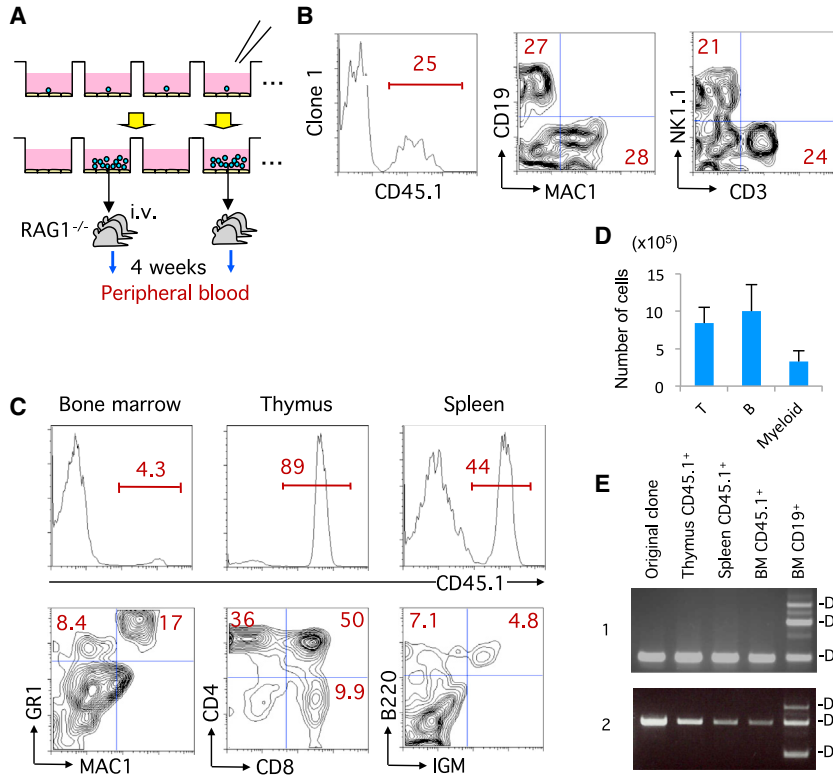 A
...
...
RAG1-/-
i.v.
4 weeks
Peripheral blood
B
Clone 1
25
CD45.1
27
28
CD19
MAC1
21
24
NK1.1
CD3
D
(x10⁵)
Number of cells
15
10
5
0
T
B
Myeloid
C
Bone marrow
Thymus
Spleen
4.3
89
44
CD45.1
8.4
17
GR1
MAC1
36
50
9.9
CD4
CD8
7.1
4.8
B220
IGM
E
Original clone
Thymus CD45.1⁺
Spleen CD45.1⁺
BM CD45.1⁺
BM CD19⁺
1
-D
-D
-D
2
-D
-D
-D